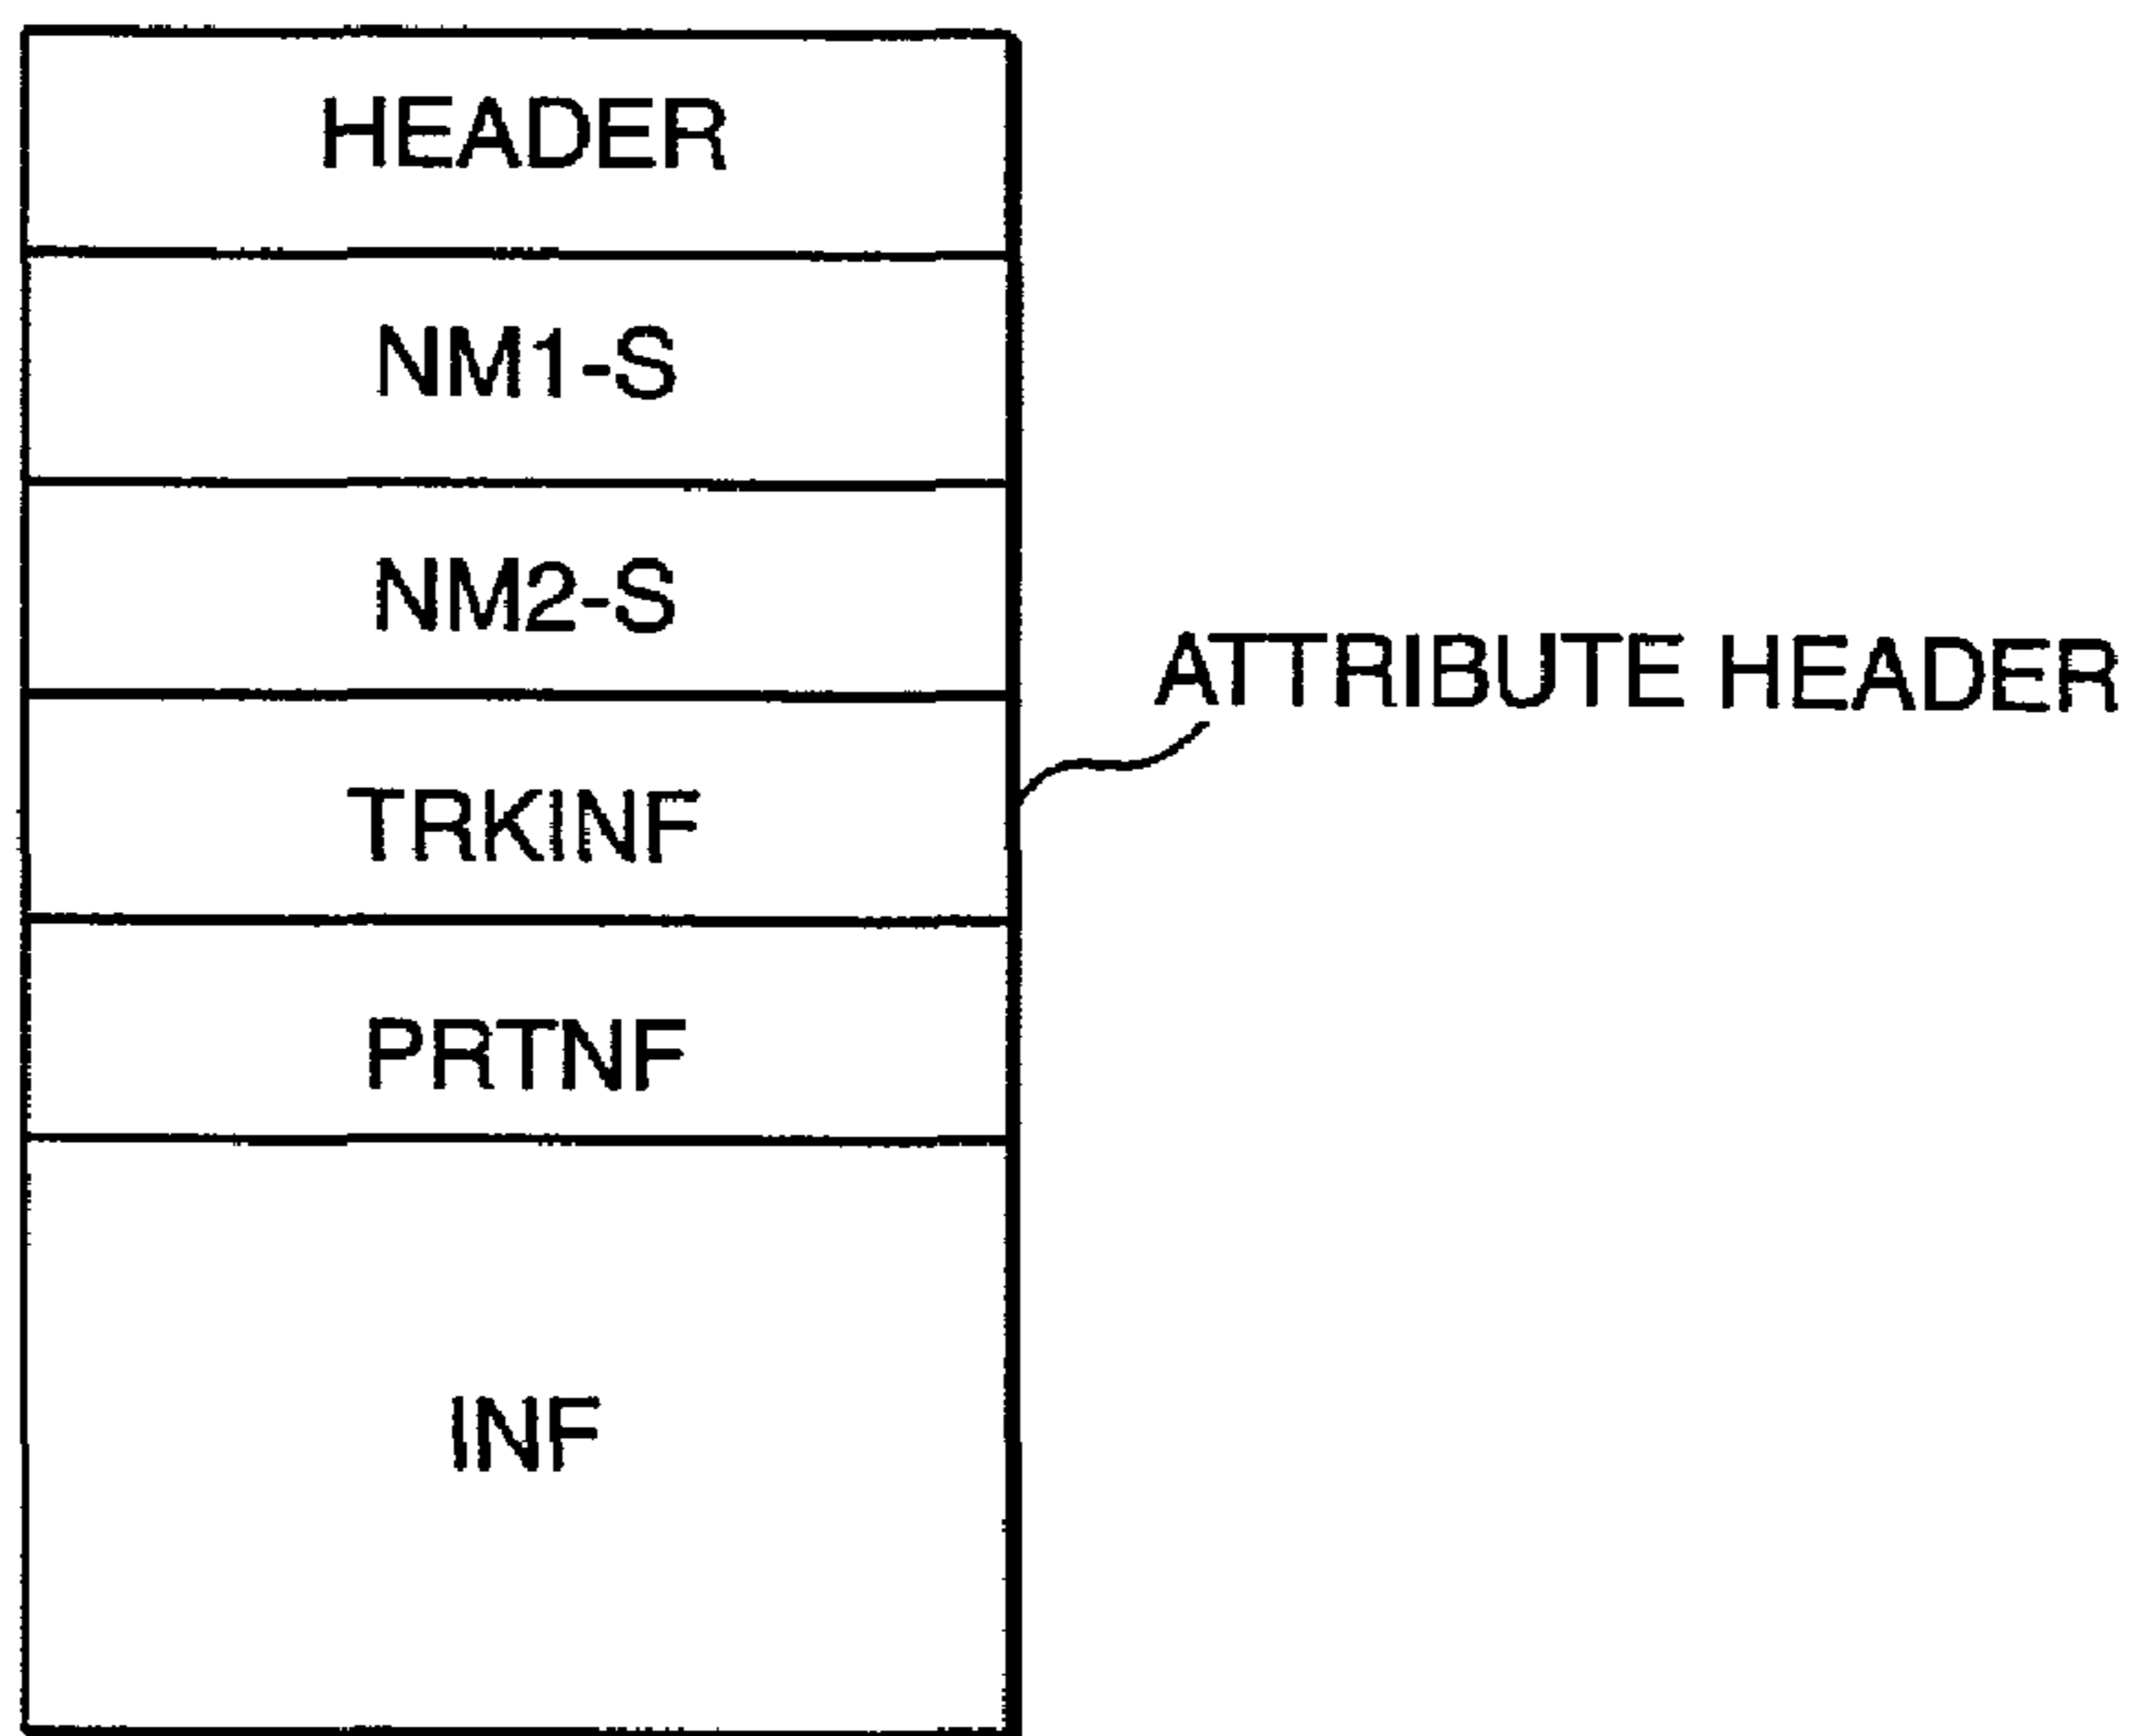 HEADER
NM1-S
NM2-S
ATTRIBUTE HEADER
TRKINF
PRTNF
INF